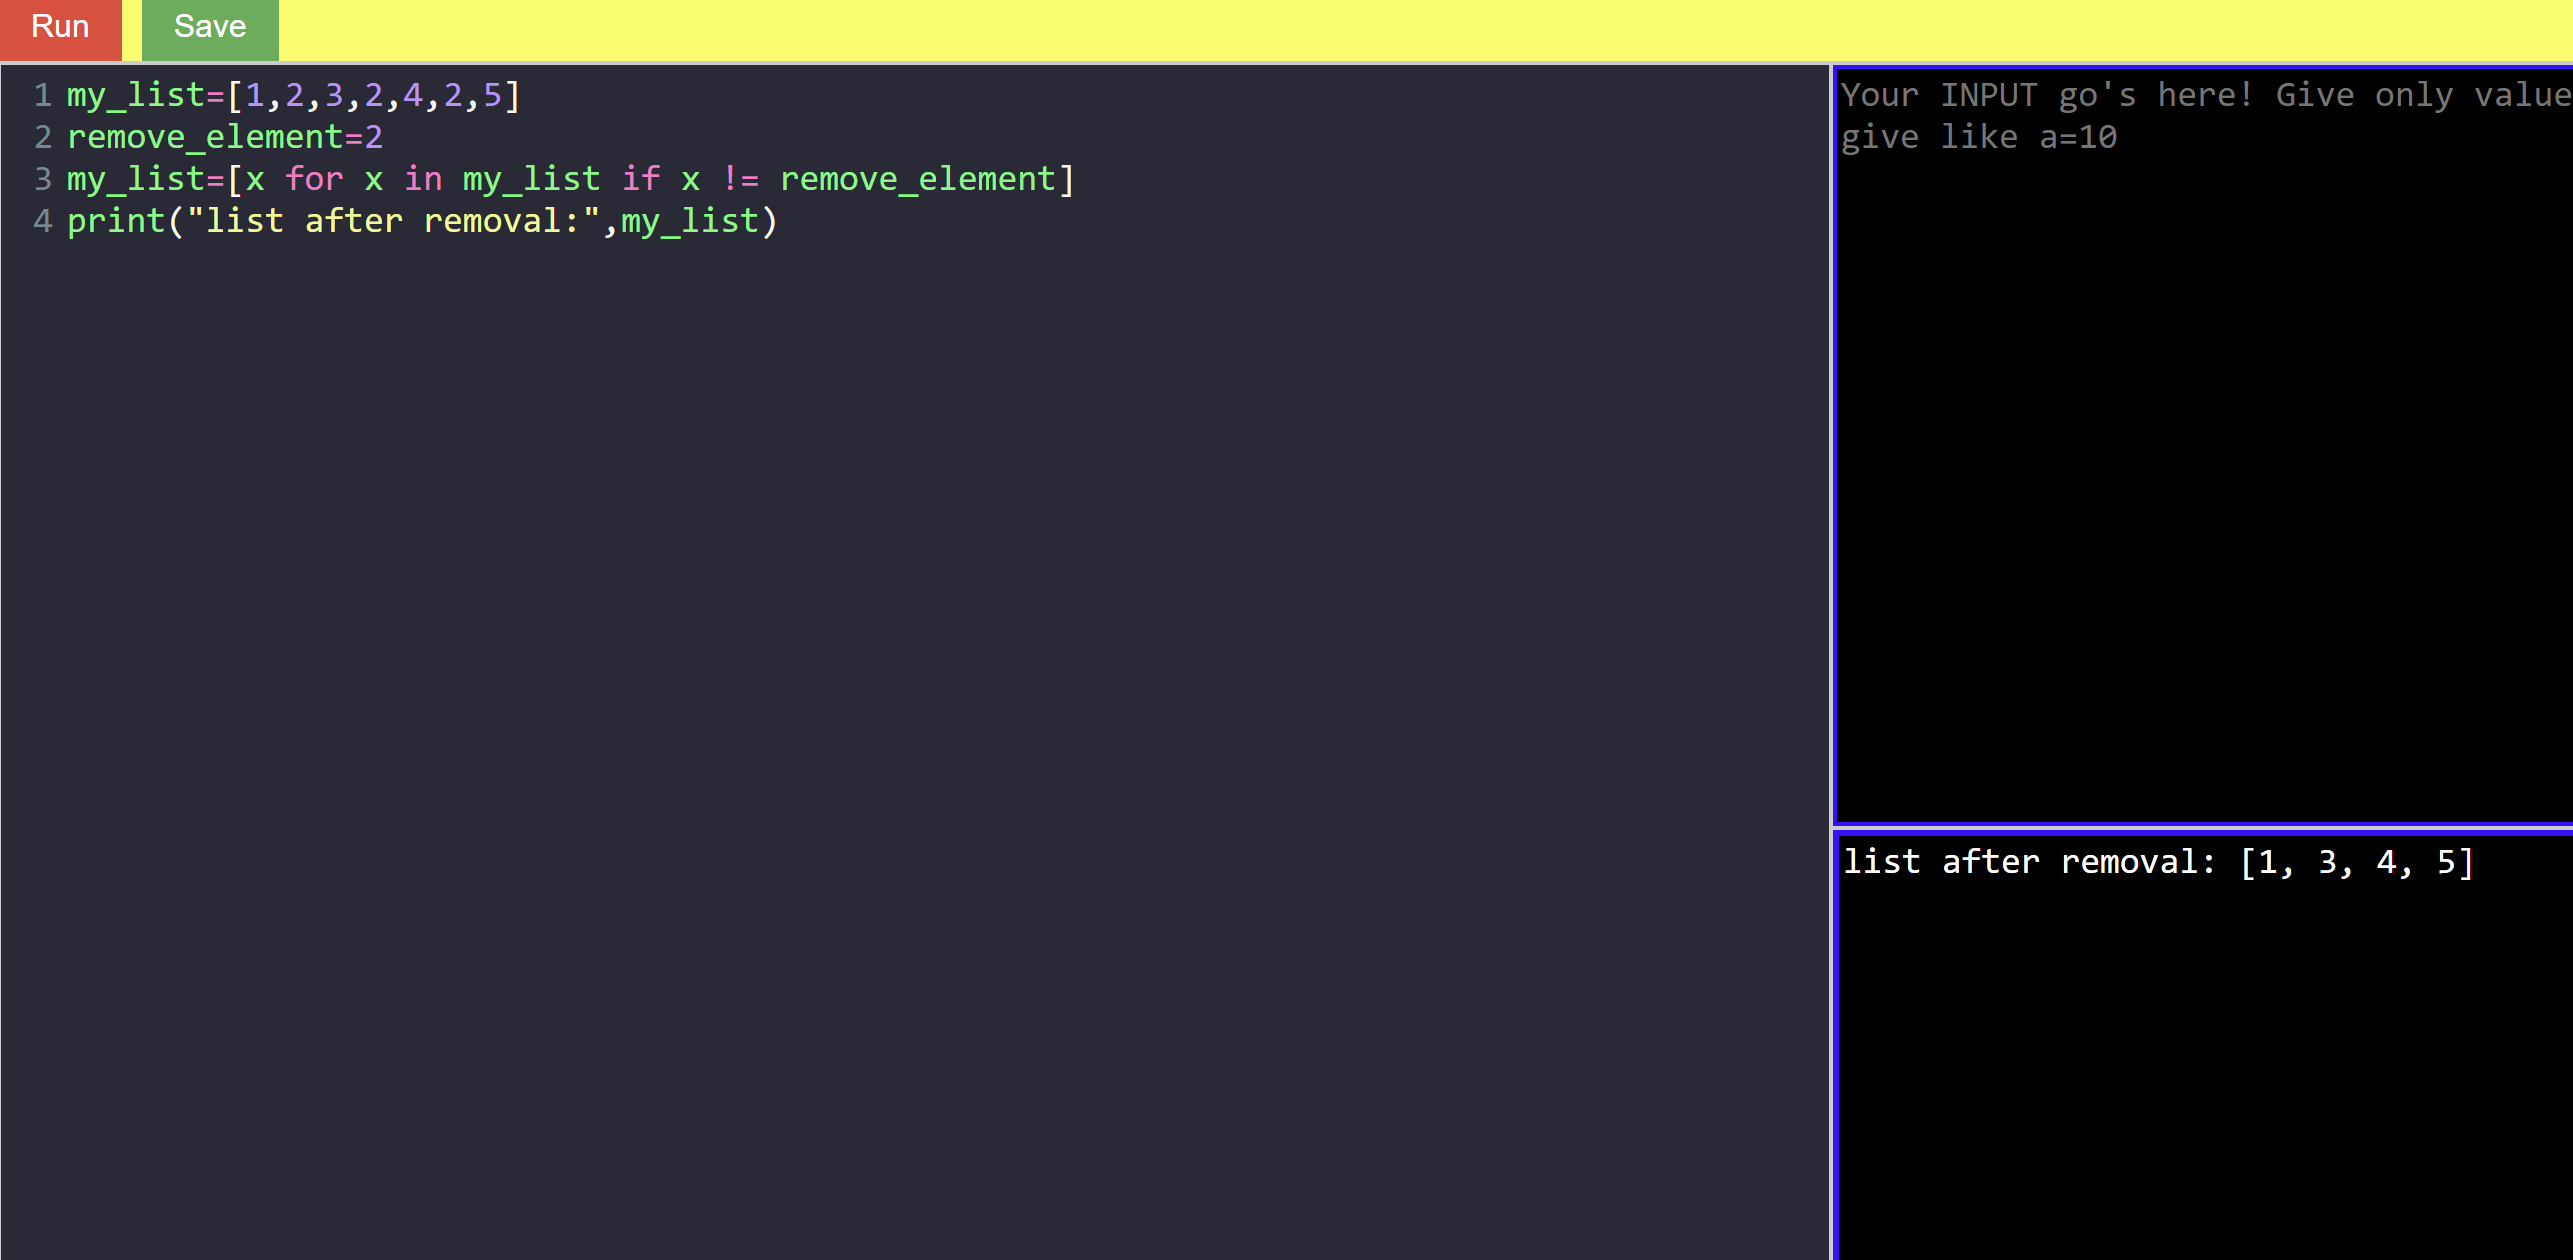 Run Save
1 my_list=[1,2,3,2,4,2,5]
2 remove_element=2
3 my_list=[x for x in my_list if x != remove_element]
4 print("list after removal:",my_list)
Your INPUT go's here! Give only value
give like a=10
list after removal: [1, 3, 4, 5]